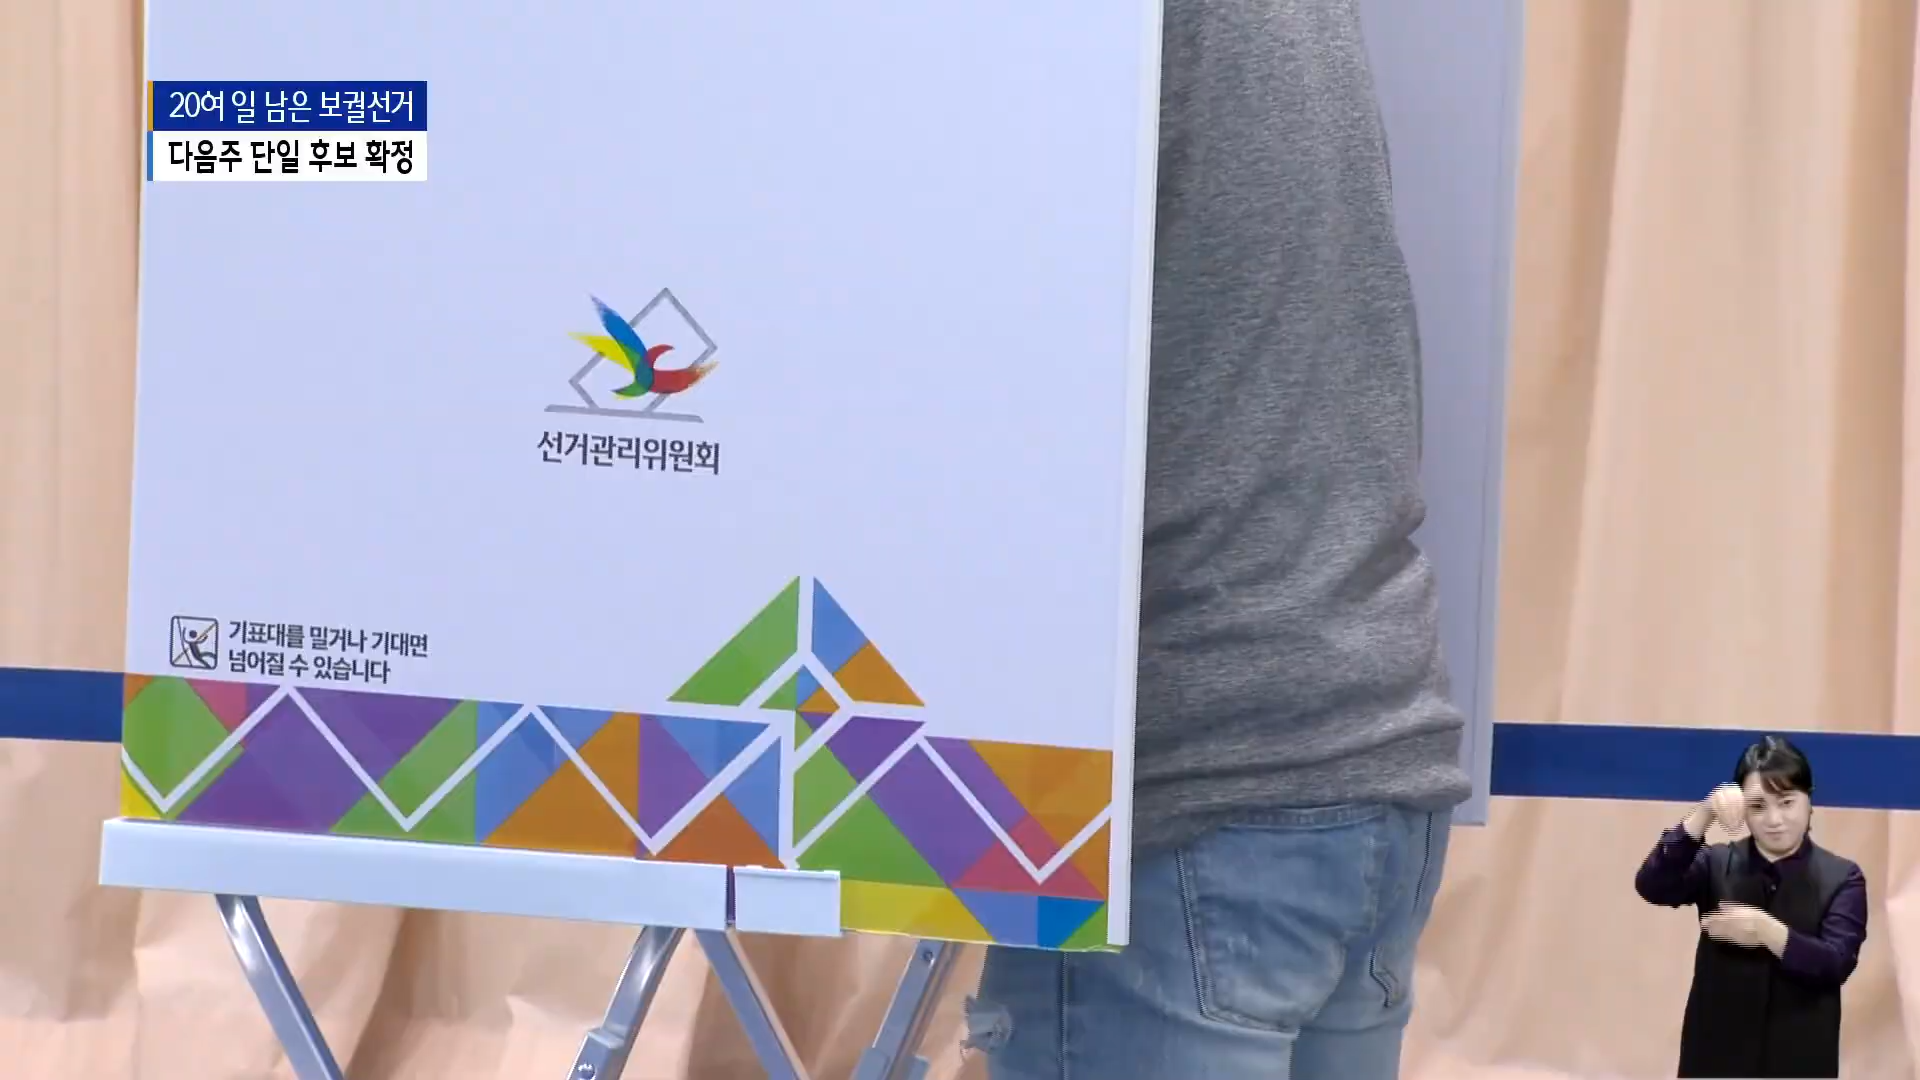 20여 일 남은 보궐선거
다음주 단일 후보 확정
선거관리위원회
기표대를 밀거나 기대면
넘어질 수 있습니다